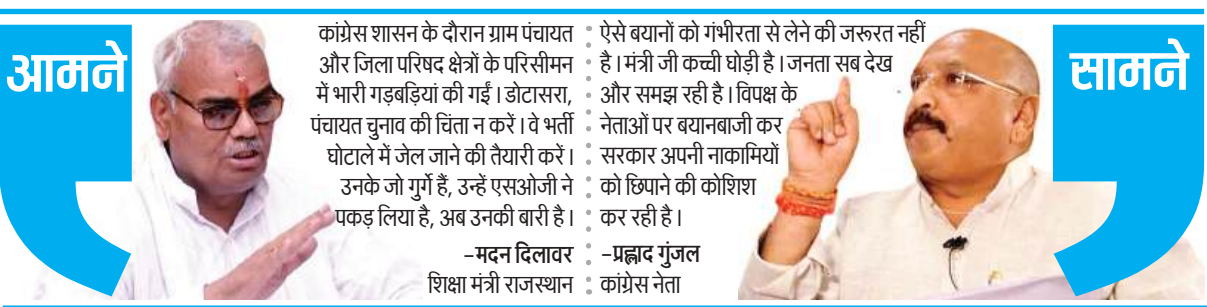 आमने
कांग्रेस शासन के दौरान ग्राम पंचायत
और जिला परिषद क्षेत्रों के परिसीमन
में भारी गड़बड़ियां की गईं। डोटासरा,
पंचायत चुनाव की चिंता न करें। वे भर्ती
घोटाले में जेल जाने की तैयारी करें।
उनके जो गुर्गे हैं, उन्हें एसओजी ने
पकड़ लिया है, अब उनकी बारी है।
-मदन दिलावर
शिक्षा मंत्री राजस्थान
ऐसे बयानों को गंभीरता से लेने की जरूरत नहीं
है। मंत्री जी कच्ची घोड़ी है। जनता सब देख
और समझ रही है। विपक्ष के
नेताओं पर बयानबाजी कर
सरकार अपनी नाकामियों
को छिपाने की कोशिश
कर रही है।
-प्रह्लाद गुंजल
कांग्रेस नेता
सामने